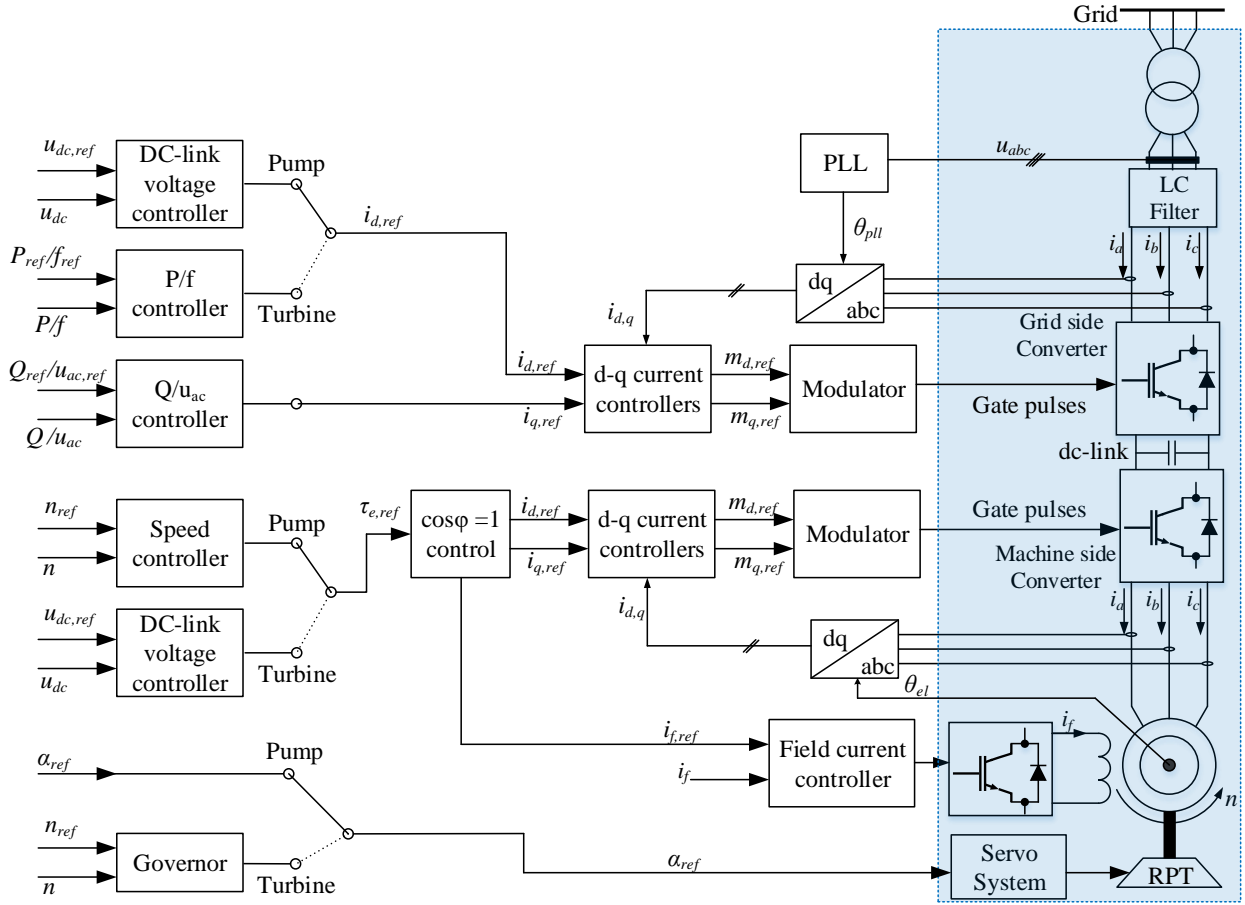 Grid
u_dc,ref
u_dc
DC-link
voltage
controller
Pump
i_d,ref
PLL
u_abc
LC
Filter
θ_pll
i_a
i_b
i_c
P_ref/f_ref
P/f
P/f
controller
Turbine
dq
abc
i_d,q
Grid side
Converter
Q_ref/u_ac,ref
Q/u_ac
Q/u_ac
controller
i_d,ref
i_q,ref
d-q current
controllers
m_d,ref
m_q,ref
Modulator
Gate pulses
dc-link
n_ref
n
Speed
controller
Pump
τ_e,ref
cosφ =1
control
i_d,ref
i_q,ref
d-q current
controllers
m_d,ref
m_q,ref
Modulator
Gate pulses
Machine side
Converter
u_dc,ref
u_dc
DC-link
voltage
controller
Turbine
i_d,q
dq
abc
i_a
i_b
i_c
θ_el
α_ref
Pump
i_f,ref
i_f
Field current
controller
i_f
n
n_ref
n
Governor
Turbine
α_ref
Servo
System
RPT